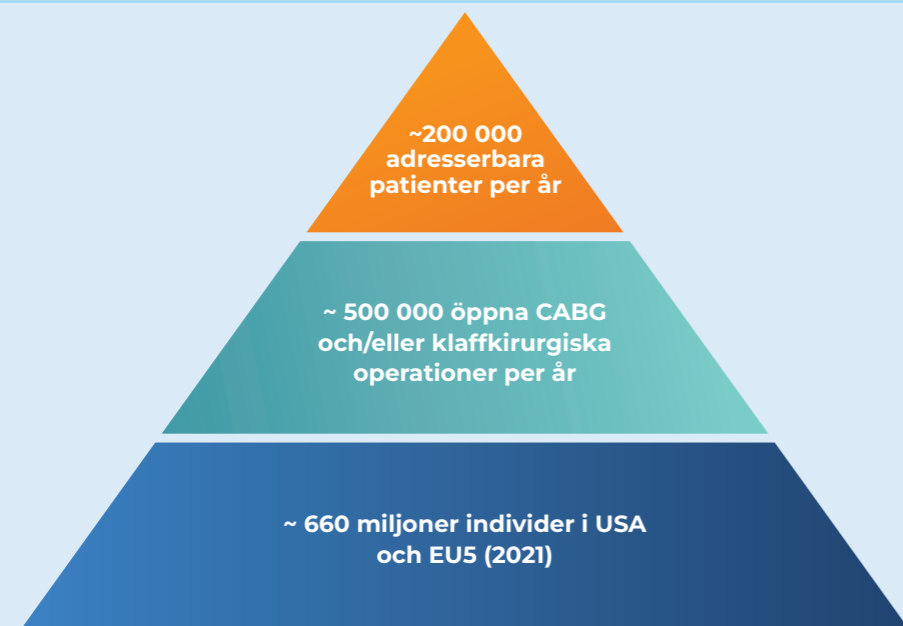 ~200 000
adresserbara
patienter per år
~ 500 000 öppna CABG
och/eller klaffkirurgiska
operationer per år
~ 660 miljoner individer i USA
och EU5 (2021)